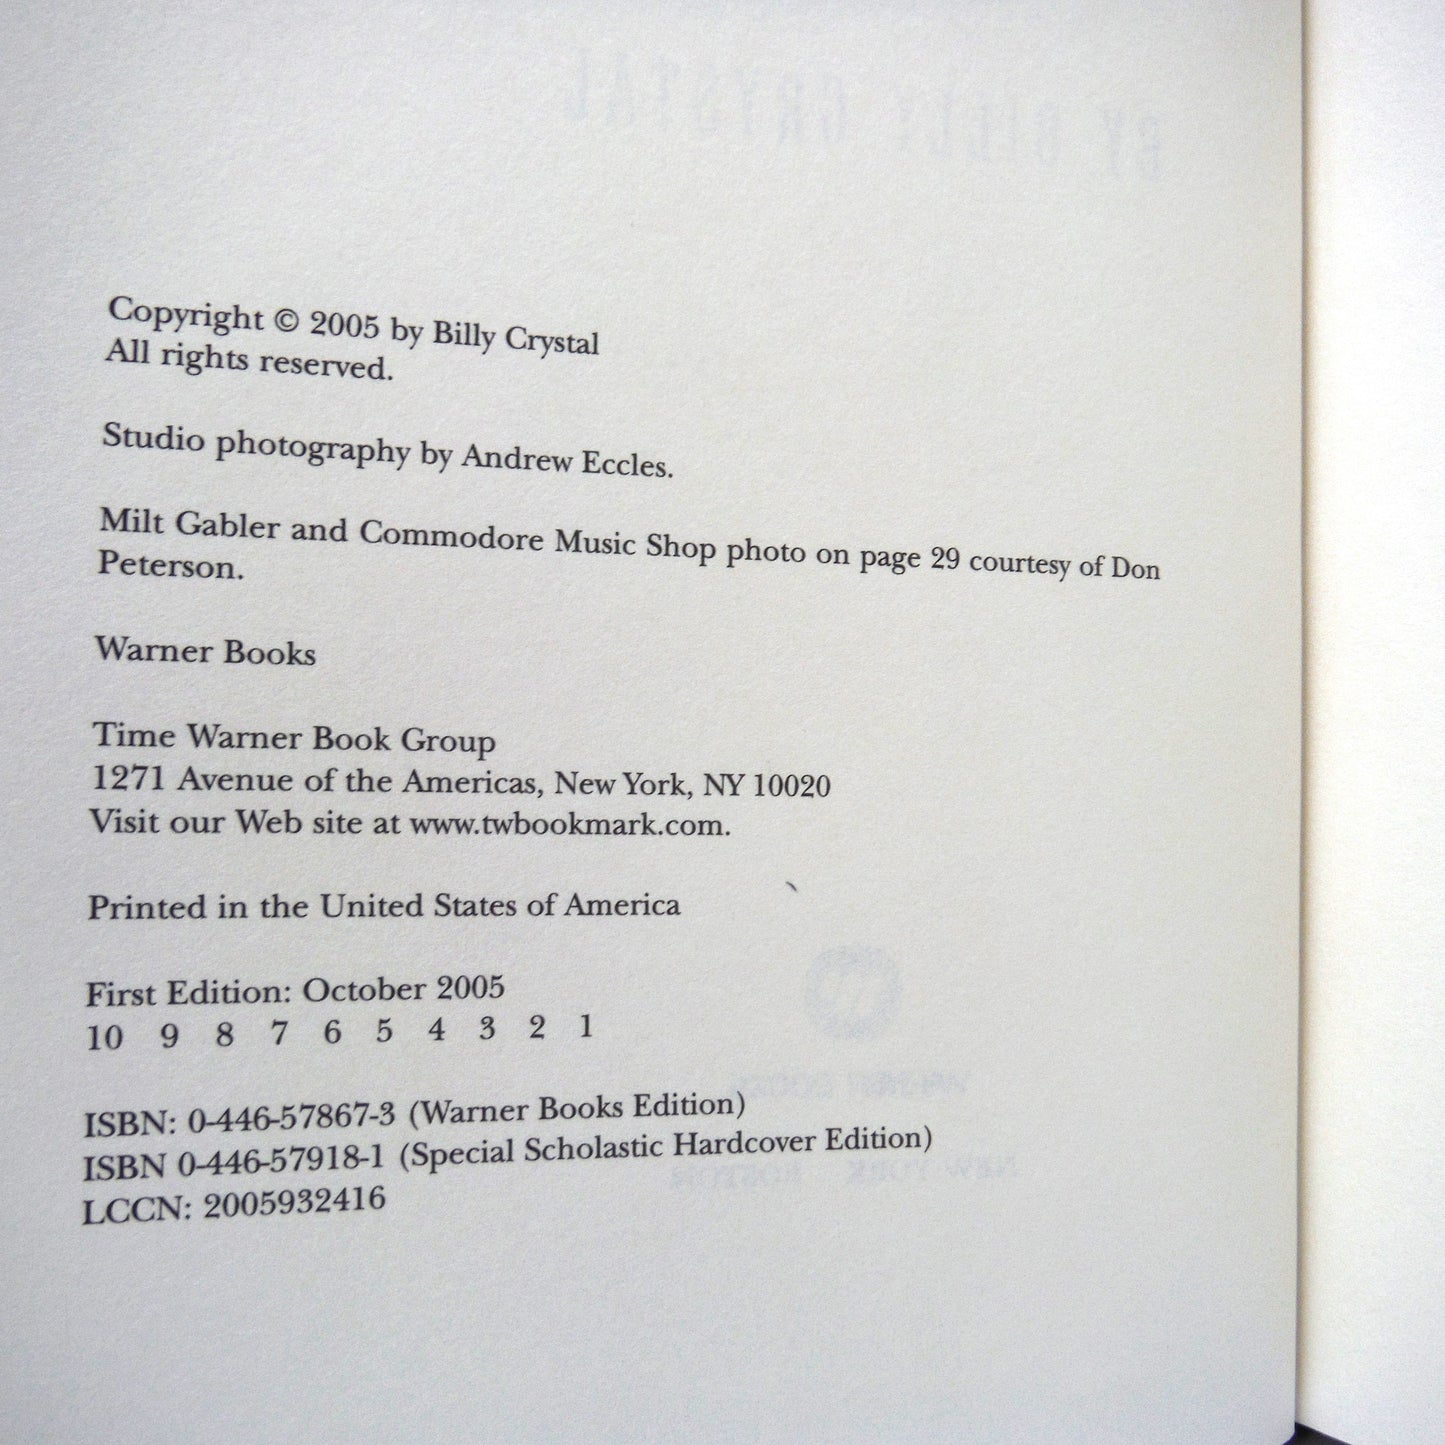 Copyright © 2005 by Billy Crystal
All rights reserved.
Studio photography by Andrew Eccles.
Milt Gabler and Commodore Music Shop photo on page 29 courtesy of Don
Peterson.
Warner Books
Time Warner Book Group
1271 Avenue of the Americas, New York, NY 10020
Visit our Web site at www.twbookmark.com.
Printed in the United States of America
First Edition: October 2005
10 9 8 7 6 5 4 3 2 1
ISBN: 0-446-57867-3 (Warner Books Edition)
ISBN 0-446-57918-1 (Special Scholastic Hardcover Edition)
LCCN: 2005932416